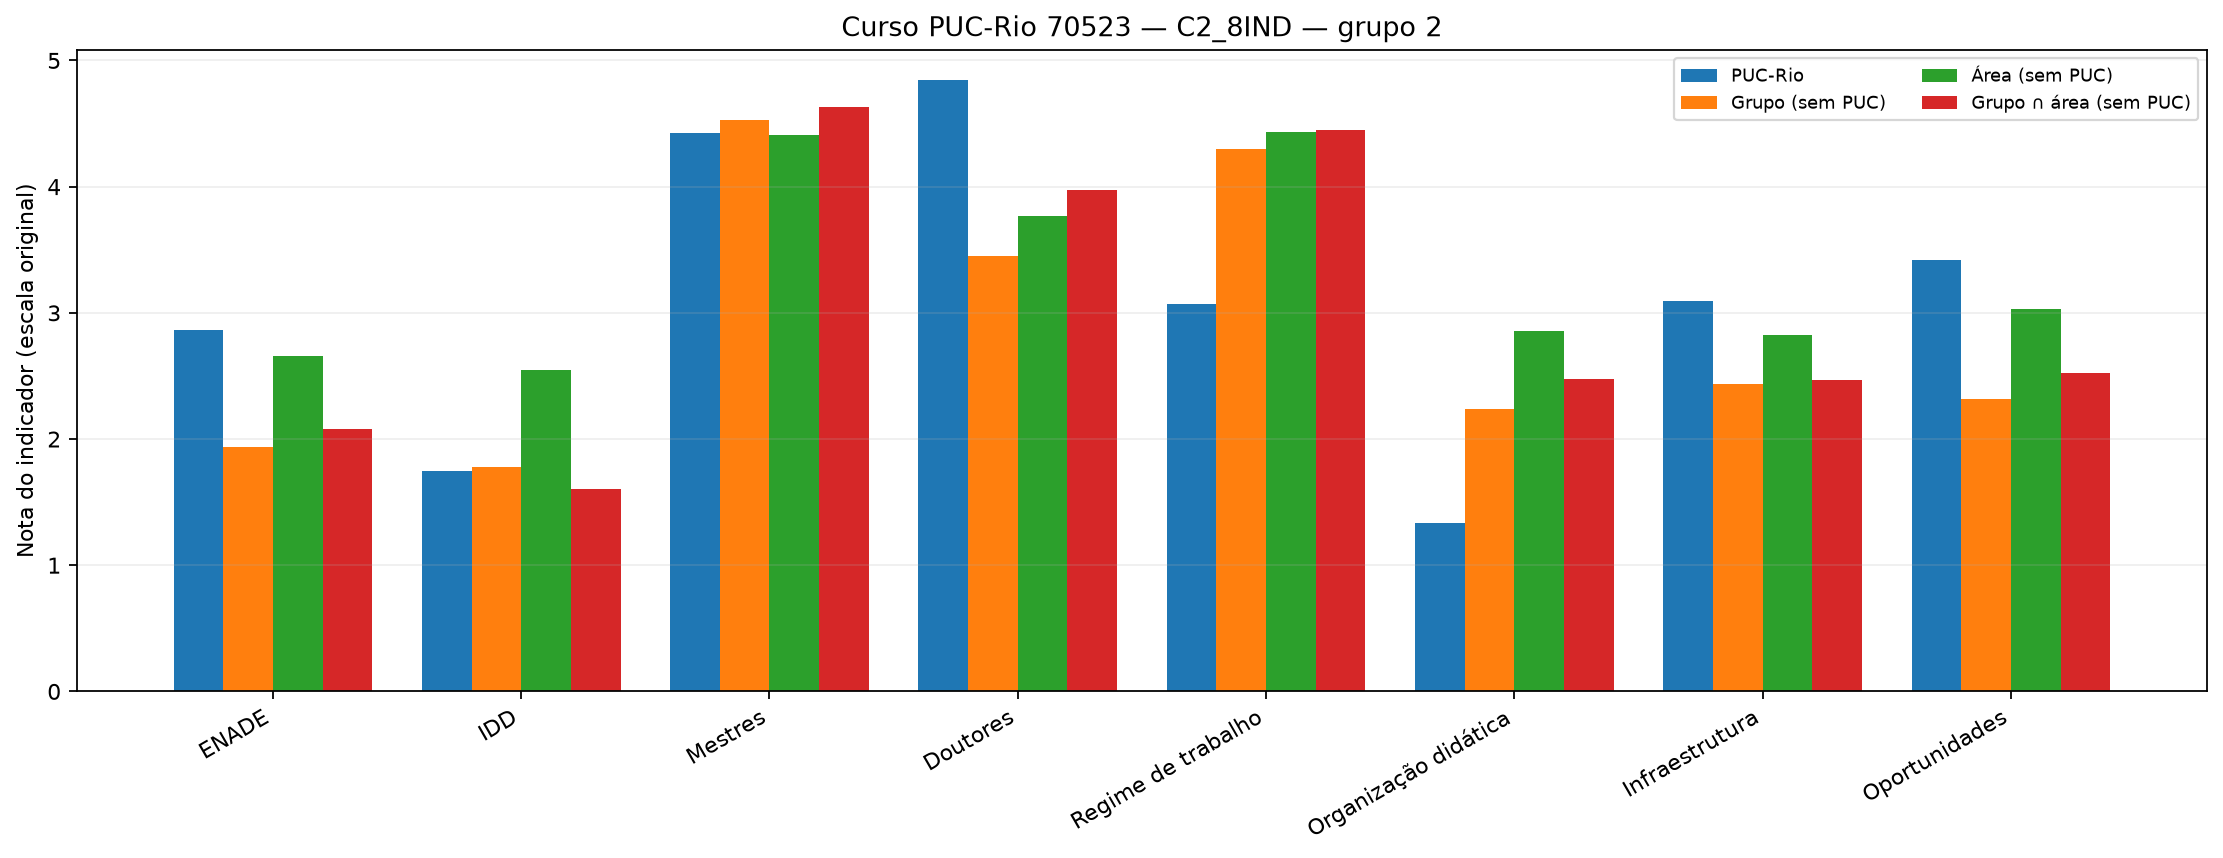 Curso PUC-Rio 70523 — C2_8IND — grupo 2
PUC-Rio
Grupo (sem PUC)
Área (sem PUC)
Grupo ∩ área (sem PUC)
Nota do indicador (escala original)
5
4
3
2
1
0
ENADE
IDD
Mestres
Doutores
Regime de trabalho
Organização didática
Infraestrutura
Oportunidades